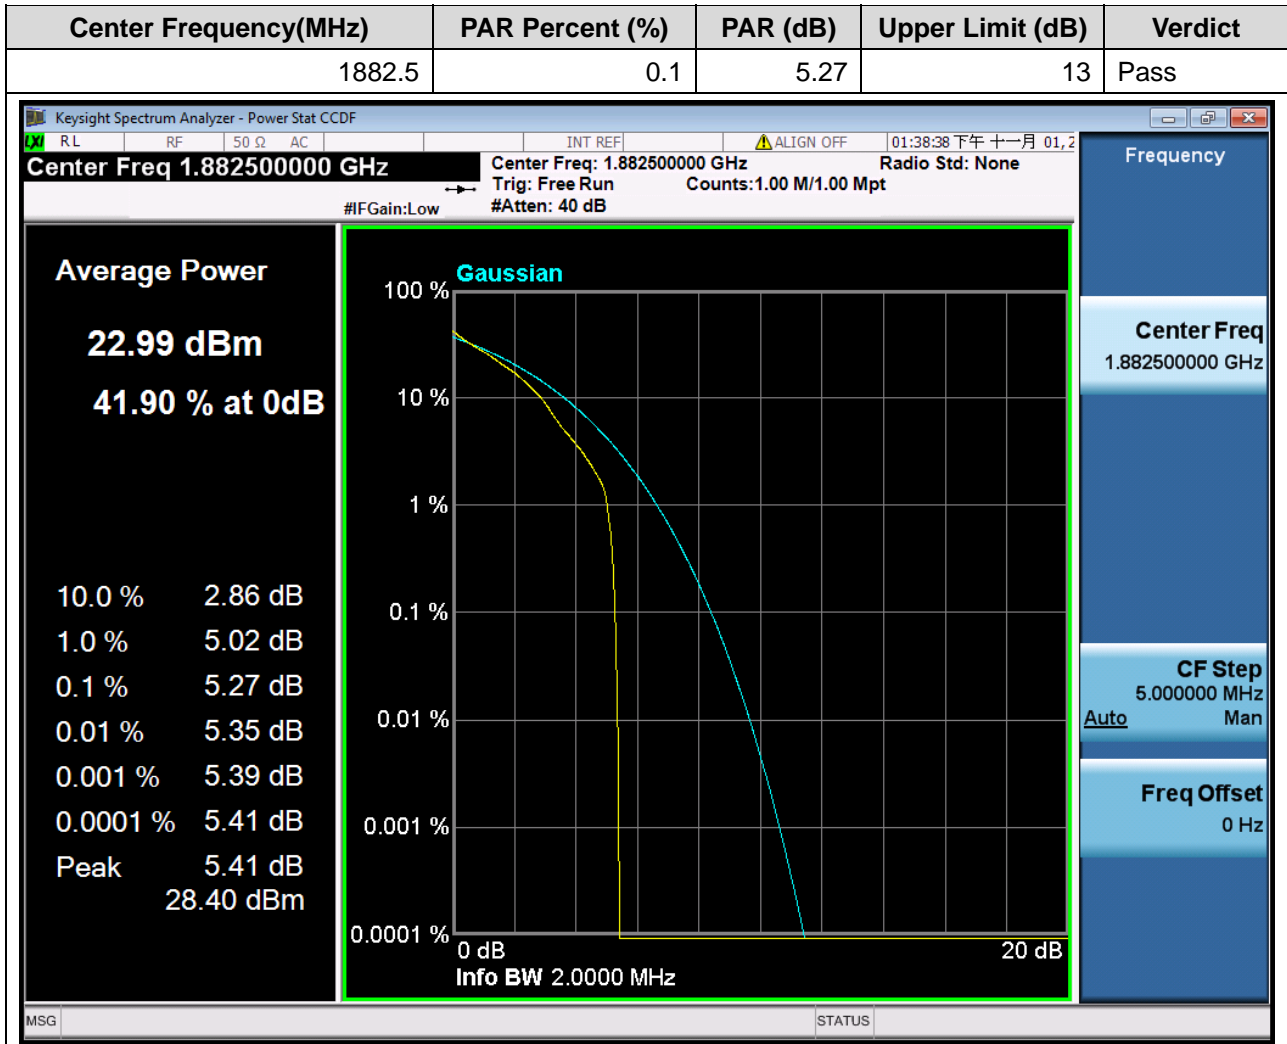 Center Frequency(MHz) PAR Percent (%) PAR (dB) Upper Limit (dB) Verdict
1882.5 0.1 5.27 13 Pass
Keysight Spectrum Analyzer - Power Stat CCDF
LXI RL RF 50 Ω AC INT REF ALIGN OFF 01:38:38 下午 十一月 01, 2
Center Freq 1.882500000 GHz
Center Freq: 1.882500000 GHz Radio Std: None
Trig: Free Run Counts:1.00 M/1.00 Mpt
#IFGain:Low #Atten: 40 dB
Frequency
Average Power
22.99 dBm
41.90 % at 0dB
10.0 % 2.86 dB
1.0 % 5.02 dB
0.1 % 5.27 dB
0.01 % 5.35 dB
0.001 % 5.39 dB
0.0001 % 5.41 dB
Peak 5.41 dB
28.40 dBm
Gaussian
100 %
10 %
1 %
0.1 %
0.01 %
0.001 %
0.0001 %
0 dB 20 dB
Info BW 2.0000 MHz
Center Freq
1.882500000 GHz
CF Step
5.000000 MHz
Auto Man
Freq Offset
0 Hz
MSG STATUS